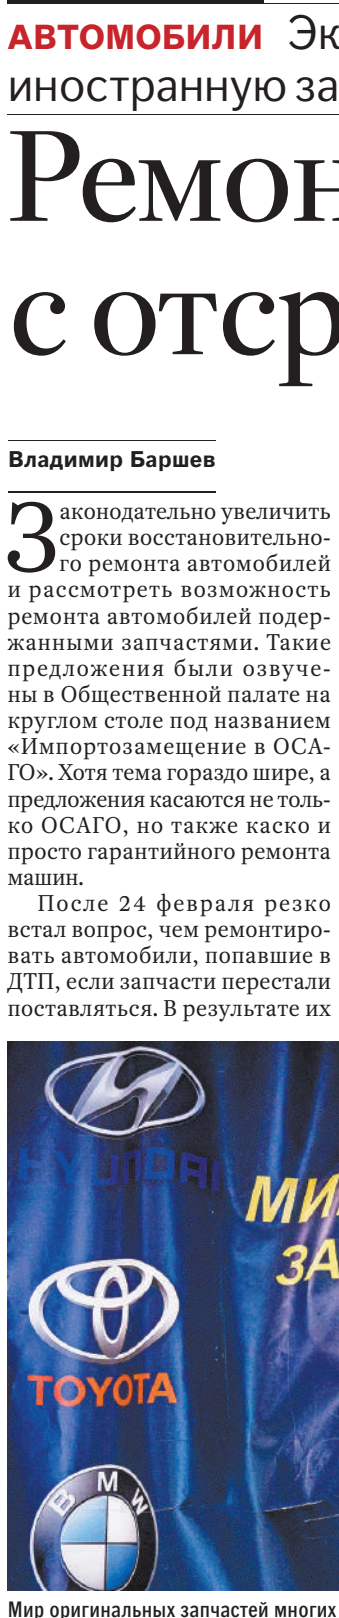 АВТОМОБИЛИ Эк
иностранную за
Ремон
с отср
Владимир Баршев
Законодательно увеличить
сроки восстановительно-
го ремонта автомобилей
и рассмотреть возможность
ремонта автомобилей подер-
жанными запчастями. Такие
предложения были озвуче-
ны в Общественной палате на
круглом столе под названием
«Импортозамещение в ОСА-
ГО». Хотя тема гораздо шире, а
предложения касаются не толь-
ко ОСАГО, но также каско и
просто гарантийного ремонта
машин.
После 24 февраля резко
встал вопрос, чем ремонтиро-
вать автомобили, попавшие в
ДТП, если запчасти перестали
поставляться. В результате их
HYUNDAI
МИ
ЗА
TOYOTA
BMW
Мир оригинальных запчастей многих